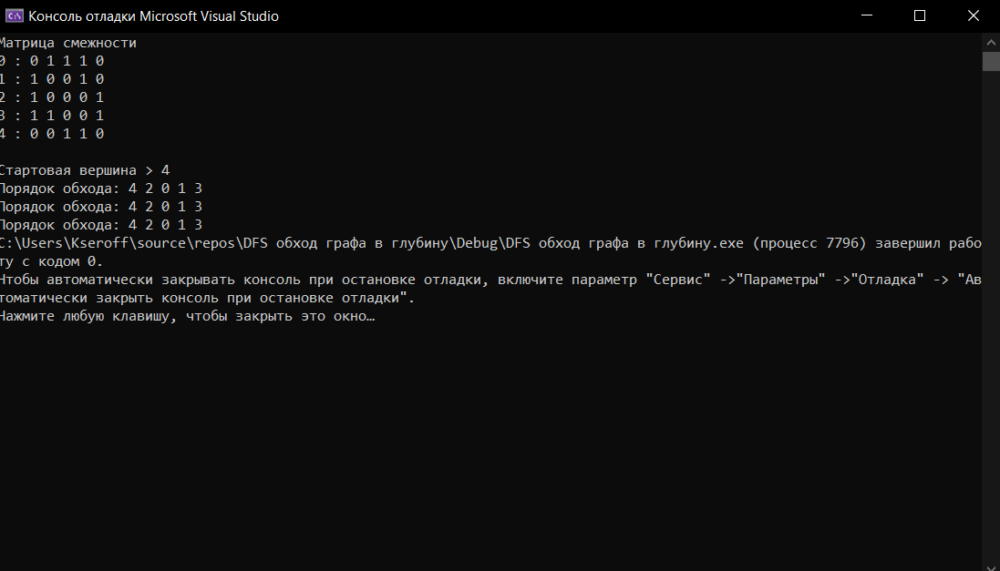 Консоль отладки Microsoft Visual Studio
Матрица смежности
0 : 0 1 1 1 0
1 : 1 0 0 1 0
2 : 1 0 0 0 1
3 : 1 1 0 0 1
4 : 0 0 1 1 0
Стартовая вершина > 4
Порядок обхода: 4 2 0 1 3
Порядок обхода: 4 2 0 1 3
Порядок обхода: 4 2 0 1 3
C:\Users\Kseroff\source\repos\DFS обход графа в глубину\Debug\DFS обход графа в глубину.exe (процесс 7796) завершил рабо
ту с кодом 0.
Чтобы автоматически закрывать консоль при остановке отладки, включите параметр "Сервис" ->"Параметры" ->"Отладка" -> "Ав
томатически закрыть консоль при остановке отладки".
Нажмите любую клавишу, чтобы закрыть это окно…